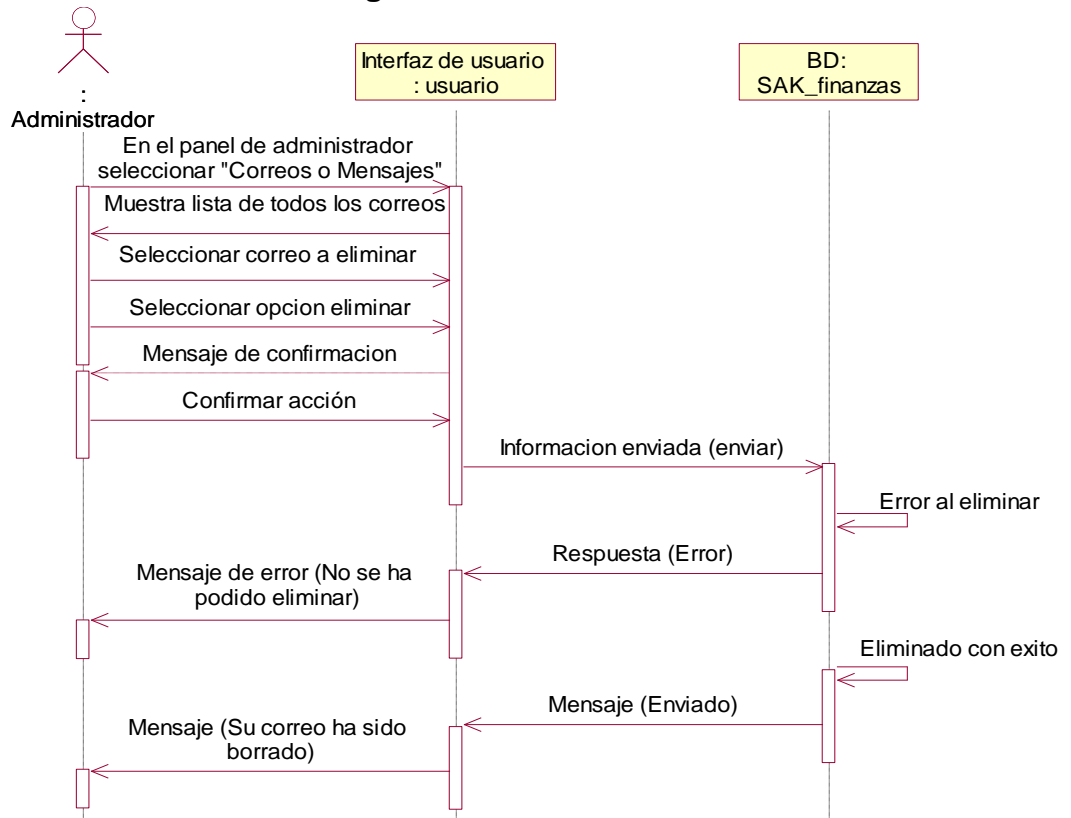 Interfaz de usuario
: usuario
BD:
SAK_finanzas
:
Administrador
En el panel de administrador
seleccionar "Correos o Mensajes"
Muestra lista de todos los correos
Seleccionar correo a eliminar
Seleccionar opcion eliminar
Mensaje de confirmacion
Confirmar acción
Informacion enviada (enviar)
Error al eliminar
Respuesta (Error)
Mensaje de error (No se ha
podido eliminar)
Eliminado con exito
Mensaje (Enviado)
Mensaje (Su correo ha sido
borrado)